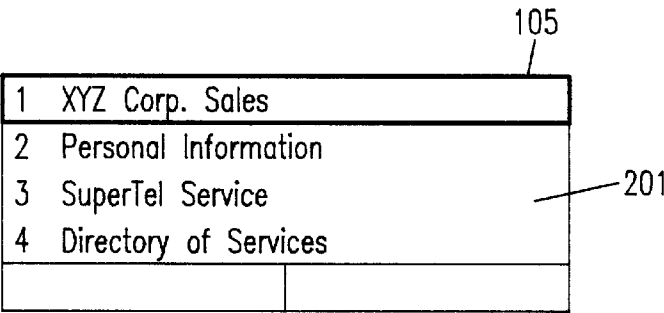 105
1 XYZ Corp. Sales
2 Personal Information
3 SuperTel Service
201
4 Directory of Services